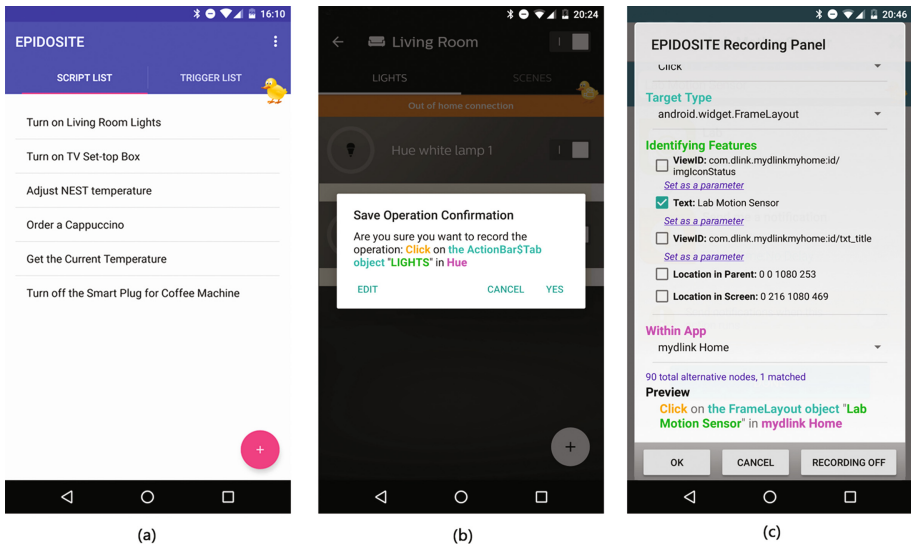 16:10
EPIDOSITE
SCRIPT LIST
TRIGGER LIST
Turn on Living Room Lights
Turn on TV Set-top Box
Adjust NEST temperature
Order a Cappuccino
Get the Current Temperature
Turn off the Smart Plug for Coffee Machine
+
(a)
20:24
Living Room
LIGHTS
SCENES
Out of home connection
Hue white lamp 1
Save Operation Confirmation
Are you sure you want to record the
operation: Click on the ActionBar$Tab
object "LIGHTS" in Hue
EDIT
CANCEL
YES
+
(b)
20:46
EPIDOSITE Recording Panel
Click
Target Type
android.widget.FrameLayout
Identifying Features
ViewID: com.dlink.mydlinkmyhome:id/
imgIconStatus
Set as a parameter
Text: Lab Motion Sensor
Set as a parameter
ViewID: com.dlink.mydlinkmyhome:id/txt_title
Set as a parameter
Location in Parent: 0 0 1080 253
Location in Screen: 0 216 1080 469
Within App
mydlink Home
90 total alternative nodes, 1 matched
Preview
Click on the FrameLayout object "Lab
Motion Sensor" in mydlink Home
OK
CANCEL
RECORDING OFF
(c)